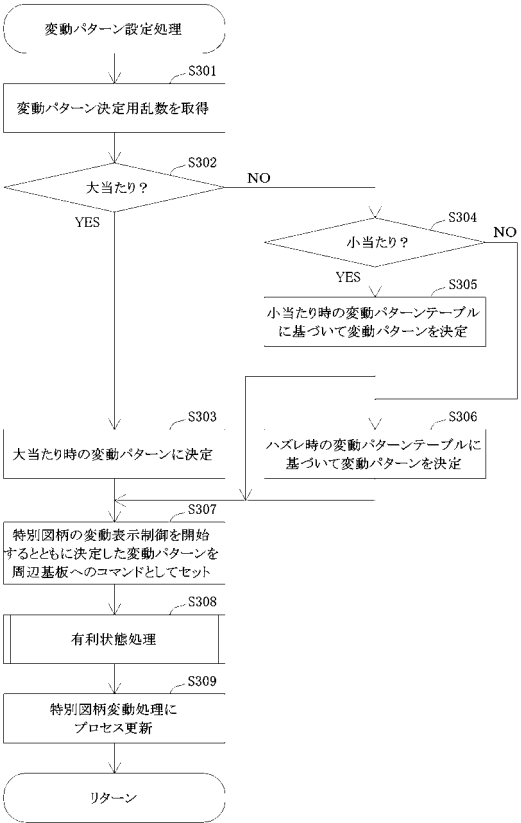 変動パターン設定処理
S301
変動パターン決定用乱数を取得
S302
大当たり？
NO
YES
S304
小当たり？
NO
YES
S305
小当たり時の変動パターンテーブル
に基づいて変動パターンを決定
S303
大当たり時の変動パターンに決定
S306
ハズレ時の変動パターンテーブルに
基づいて変動パターンを決定
S307
特別図柄の変動表示制御を開始
するとともに決定した変動パターンを
周辺基板へのコマンドとしてセット
S308
有利状態処理
S309
特別図柄変動処理に
プロセス更新
リターン